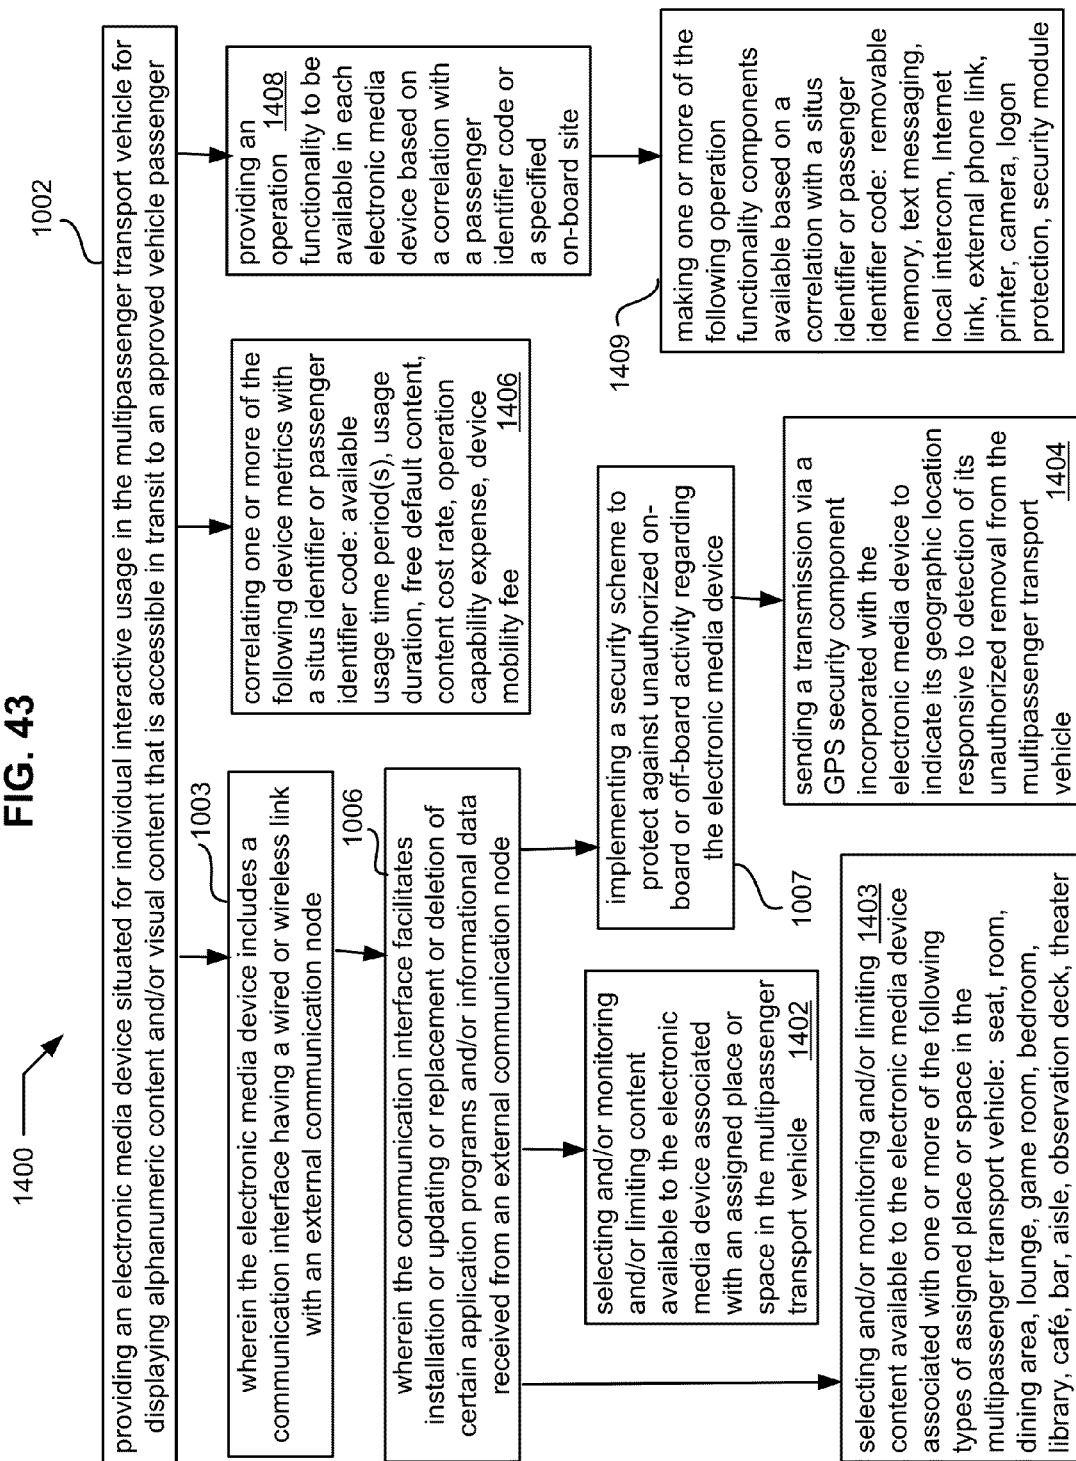 FIG. 43
1400
1002
providing an electronic media device situated for individual interactive usage in the multipassenger transport vehicle for
displaying alphanumeric content and/or visual content that is accessible in transit to an approved vehicle passenger
1003
wherein the electronic media device includes a
communication interface having a wired or wireless link
with an external communication node
1006
wherein the communication interface facilitates
installation or updating or replacement or deletion of
certain application programs and/or informational data
received from an external communication node
correlating one or more of the
following device metrics with
a situs identifier or passenger
identifier code: available
usage time period(s), usage
duration, free default content,
content cost rate, operation
capability expense, device
mobility fee 1406
providing an
operation 1408
functionality to be
available in each
electronic media
device based on
a correlation with
a passenger
identifier code or
a specified
on-board site
1409
making one or more of the
following operation
functionality components
available based on a
correlation with a situs
identifier or passenger
identifier code: removable
memory, text messaging,
local intercom, Internet
link, external phone link,
printer, camera, logon
protection, security module
selecting and/or monitoring
and/or limiting content
available to the electronic
media device associated
with an assigned place or
space in the multipassenger
transport vehicle 1402
implementing a security scheme to
protect against unauthorized on-
board or off-board activity regarding
the electronic media device
1007
selecting and/or monitoring and/or limiting 1403
content available to the electronic media device
associated with one or more of the following
types of assigned place or space in the
multipassenger transport vehicle: seat, room,
dining area, lounge, game room, bedroom,
library, café, bar, aisle, observation deck, theater
sending a transmission via a
GPS security component
incorporated with the
electronic media device to
indicate its geographic location
responsive to detection of its
unauthorized removal from the
multipassenger transport
vehicle 1404